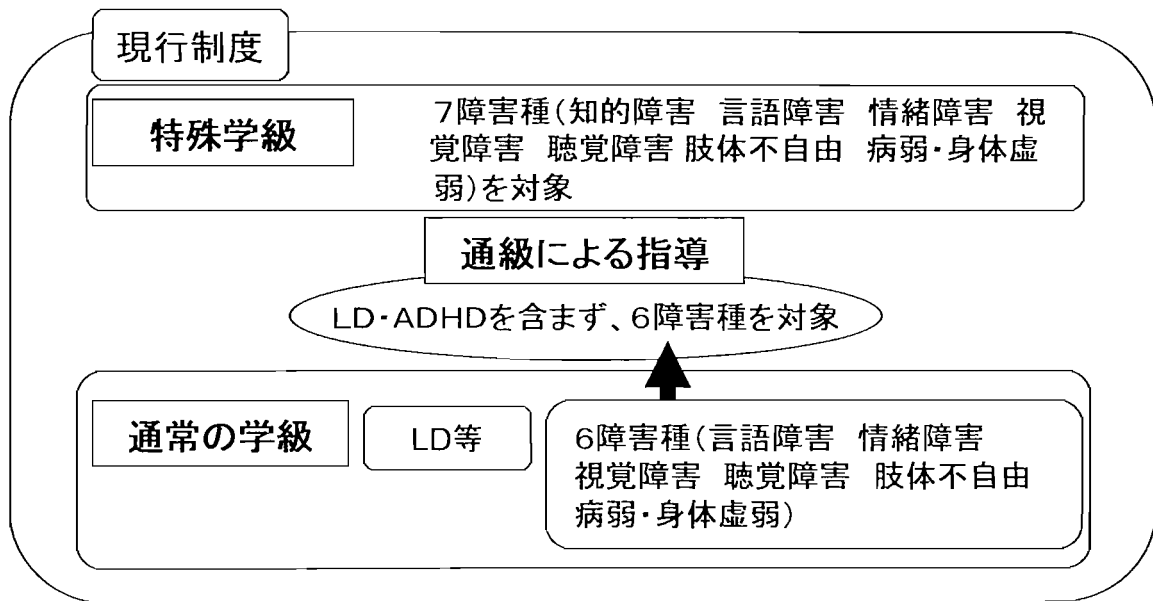 現行制度
特殊学級
7障害種(知的障害 言語障害 情緒障害 視
覚障害 聴覚障害 肢体不自由 病弱・身体虚
弱)を対象
通級による指導
LD・ADHDを含まず、6障害種を対象
通常の学級
LD等
6障害種(言語障害 情緒障害
視覚障害 聴覚障害 肢体不自由
病弱・身体虚弱)